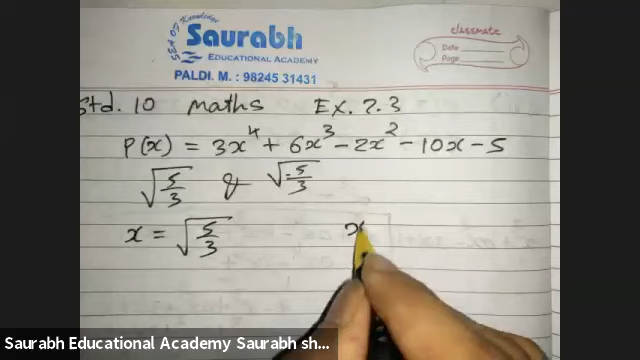 SEA OF Knowledge
Saurabh
EDUCATIONAL ACADEMY
PALDI. M. : 98245 31431
classmate
Date
Page
Std. 10 maths EX. 2.3
P(x) = 3x⁴ + 6x³ - 2x² - 10x - 5
√5/3 & √-5/3
x = √5/3 x
Saurabh Educational Academy Saurabh sh...